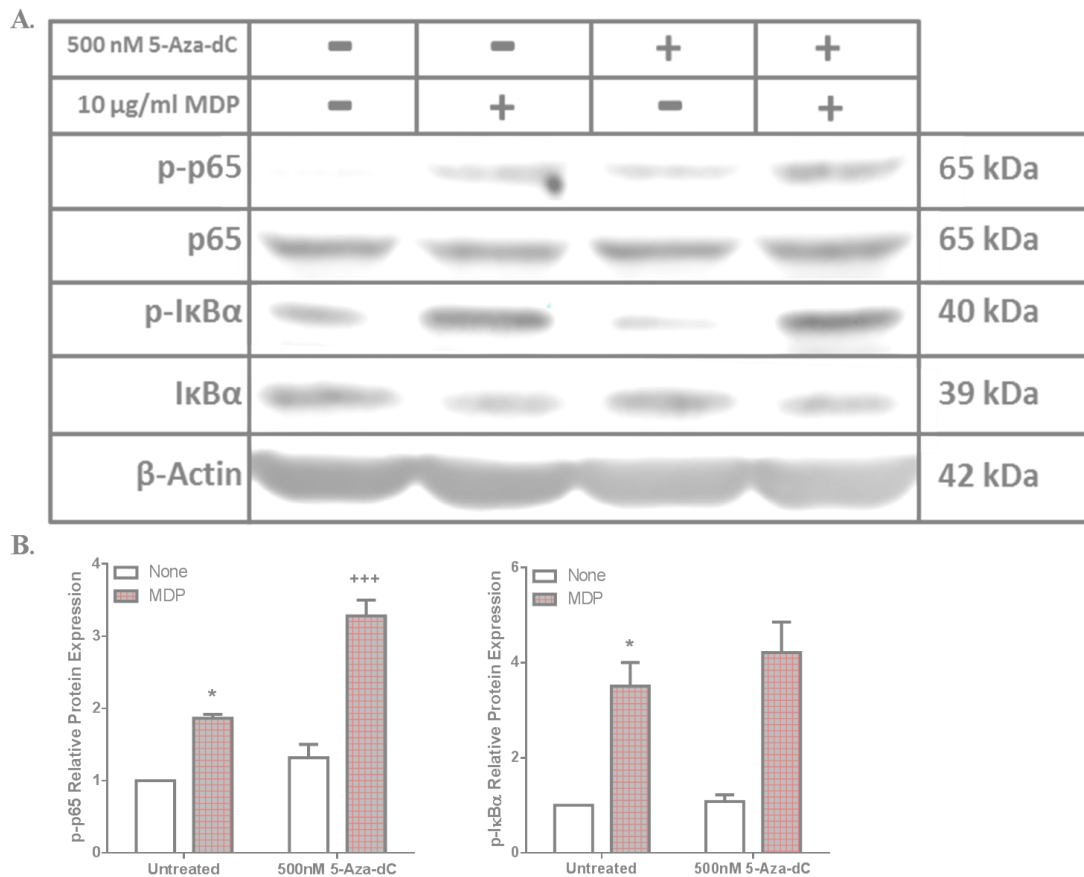 A.
500 nM 5-Aza-dC - - + +
10 µg/ml MDP - + - +
p-p65 65 kDa
p65 65 kDa
p-IκBα 40 kDa
IκBα 39 kDa
β-Actin 42 kDa
B.
p-p65 Relative Protein Expression
4
3
2
1
0
None
MDP
*
+++
Untreated 500nM 5-Aza-dC
p-IκBα Relative Protein Expression
6
4
2
0
None
MDP
*
Untreated 500nM 5-Aza-dC